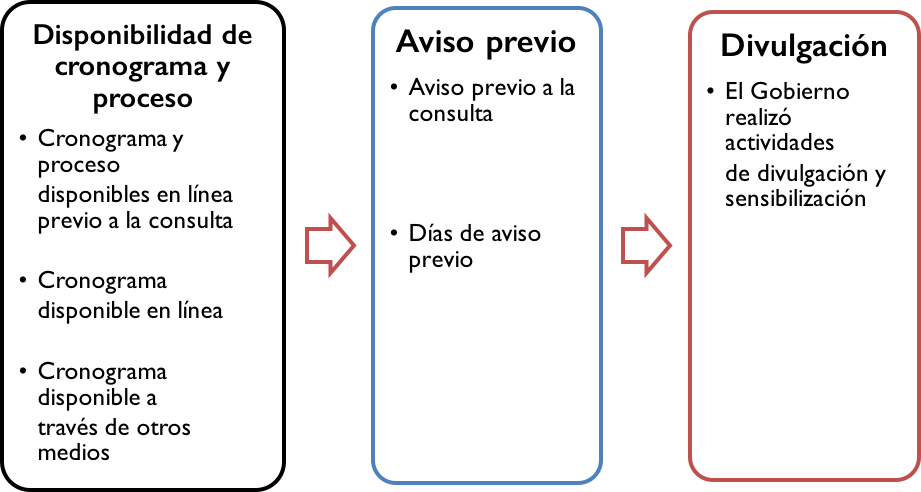 Disponibilidad de
cronograma y
proceso
• Cronograma y
proceso
disponibles en línea
previo a la consulta
• Cronograma
disponible en línea
• Cronograma
disponible a
través de otros
medios
Aviso previo
• Aviso previo a la
consulta
• Días de aviso
previo
Divulgación
• El Gobierno
realizó
actividades
de divulgación y
sensibilización